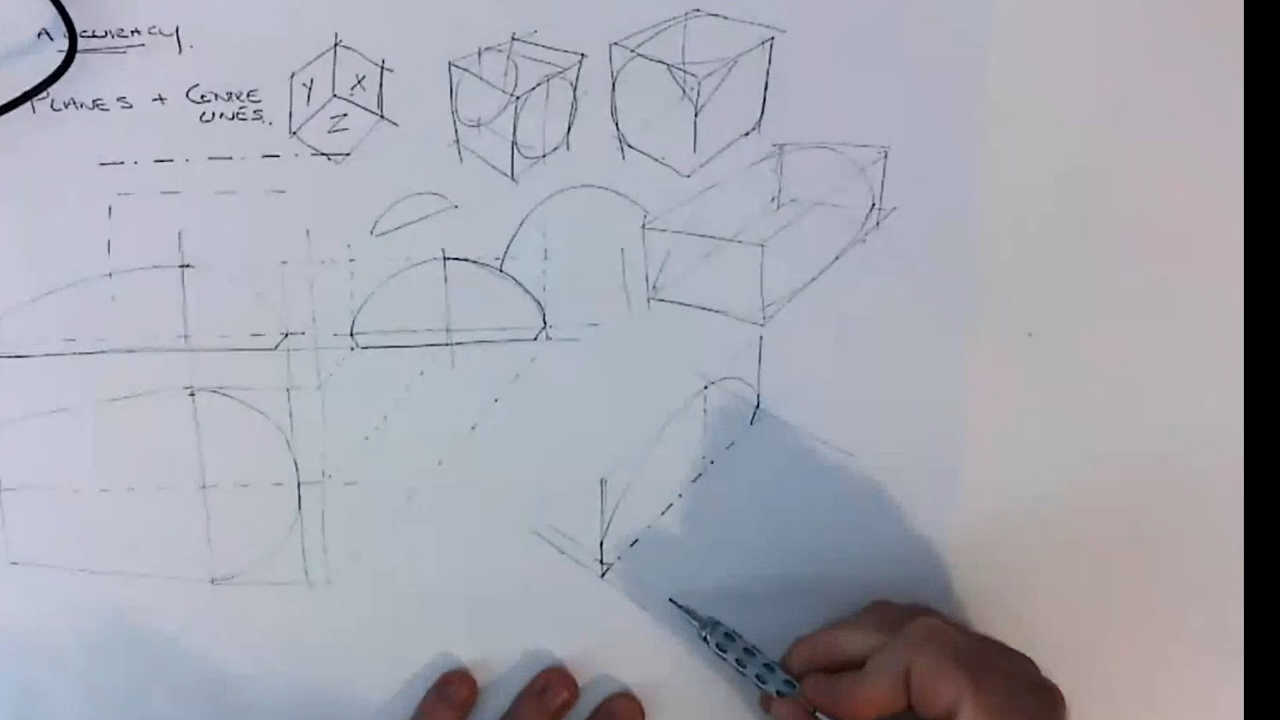 ACCURACY.
PLANES + CENTRE
LINES.
Y X
Z